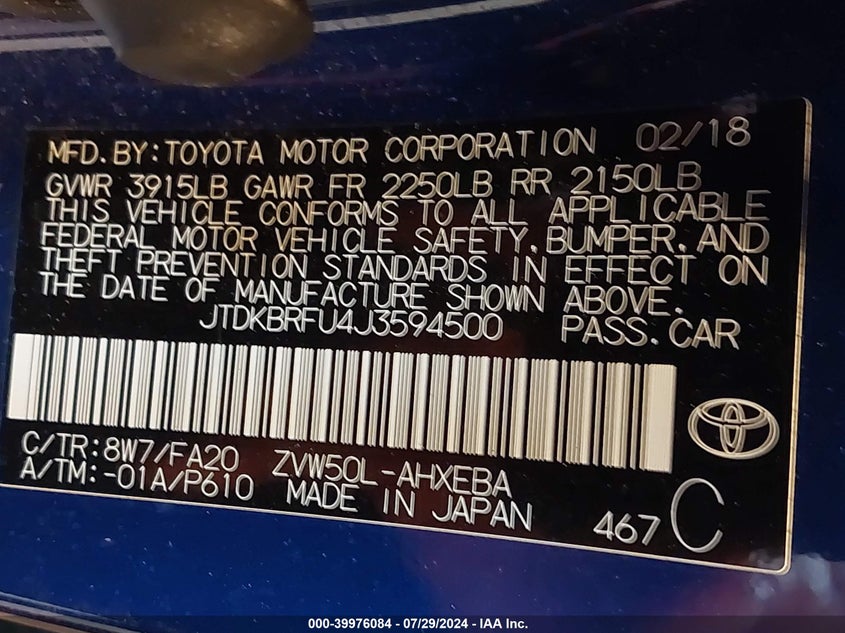 MFD.BY:TOYOTA MOTOR CORPORATION 02/18
GVWR 3915LB GAWR FR 2250LB RR 2150LB
THIS VEHICLE CONFORMS TO ALL APPLICABLE
FEDERAL MOTOR VEHICLE SAFETY,BUMPER,AND
THEFT PREVENTION STANDARDS IN EFFECT ON
THE DATE OF MANUFACTURE SHOWN ABOVE.
JTDKBRFU4J3594500 PASS.CAR
C/TR:8W7/FA20 ZVW50L-AHXEBA
A/TM:-01A/P610 MADE IN JAPAN 467 C
000-39976084 - 07/29/2024 - IAA Inc.